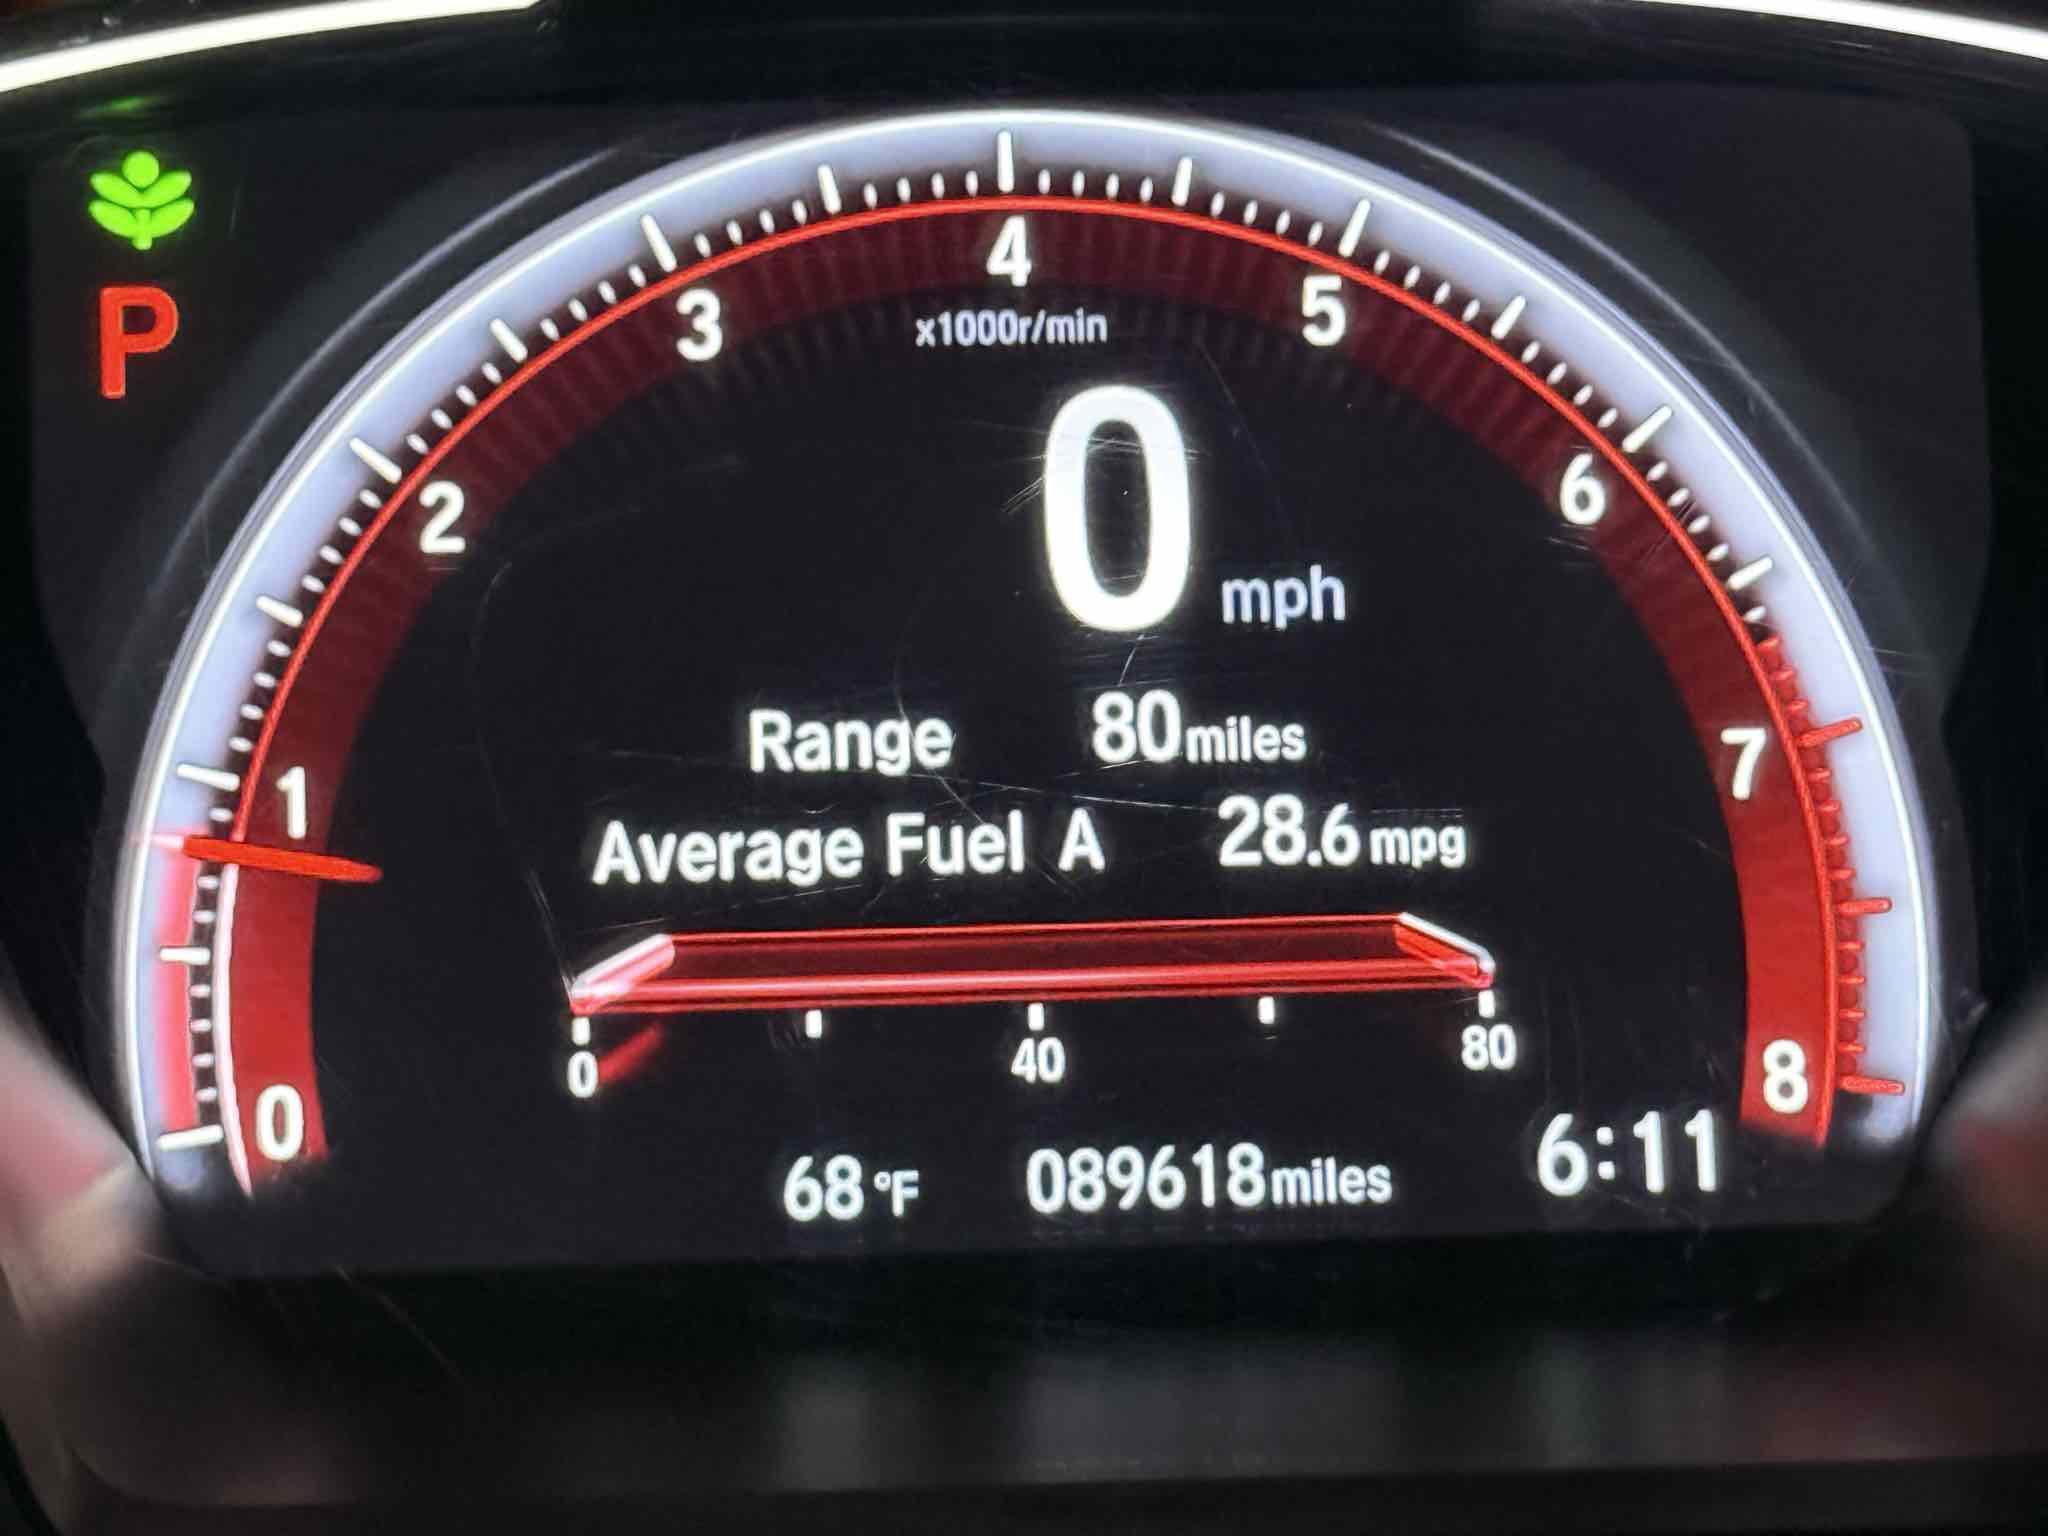 P
4
3 5
x1000r/min
2 6
0 mph
1 7
Range 80miles
Average Fuel A 28.6mpg
0 40 80
0 8
68°F 089618miles 6:11